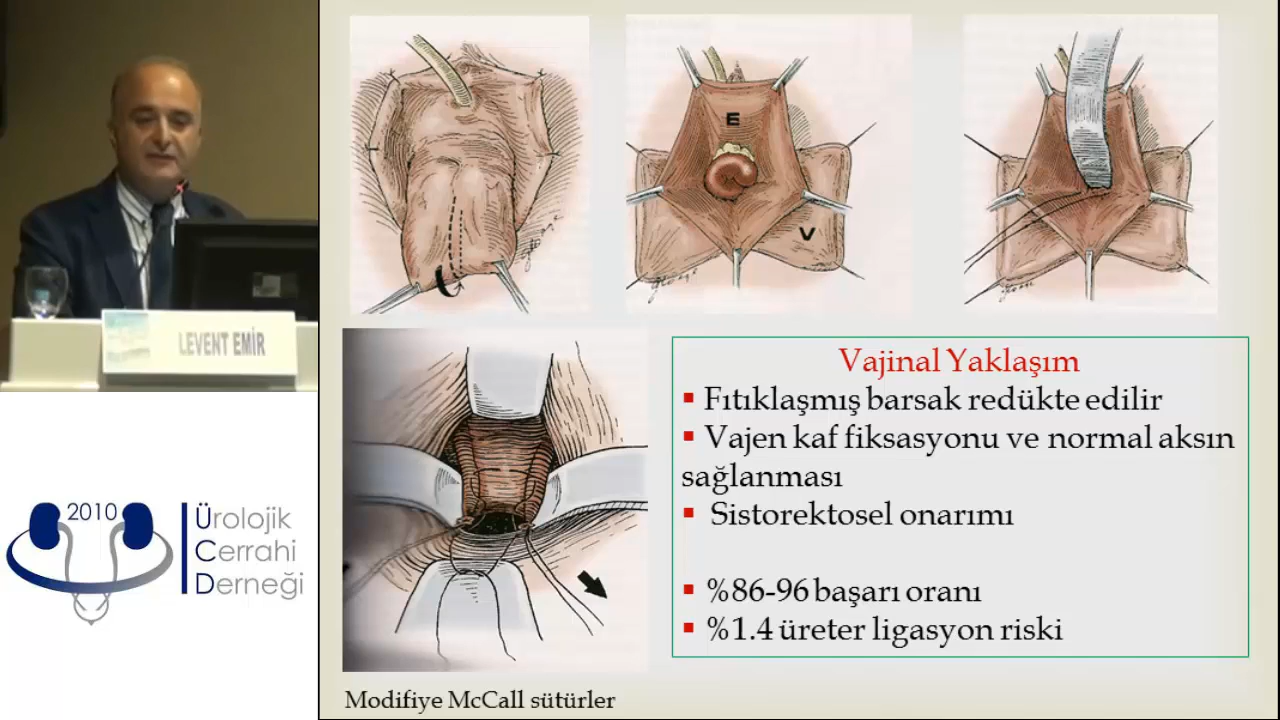 LEVENT EMİR
2010
Ürolojik
Cerrahi
Derneği
E
V
Vajinal Yaklaşım
▪ Fıtıklaşmış barsak redükte edilir
▪ Vajen kaf fiksasyonu ve normal aksın
sağlanması
▪ Sistorektosel onarımı
▪ %86-96 başarı oranı
▪ %1.4 üreter ligasyon riski
Modifiye McCall sütürler